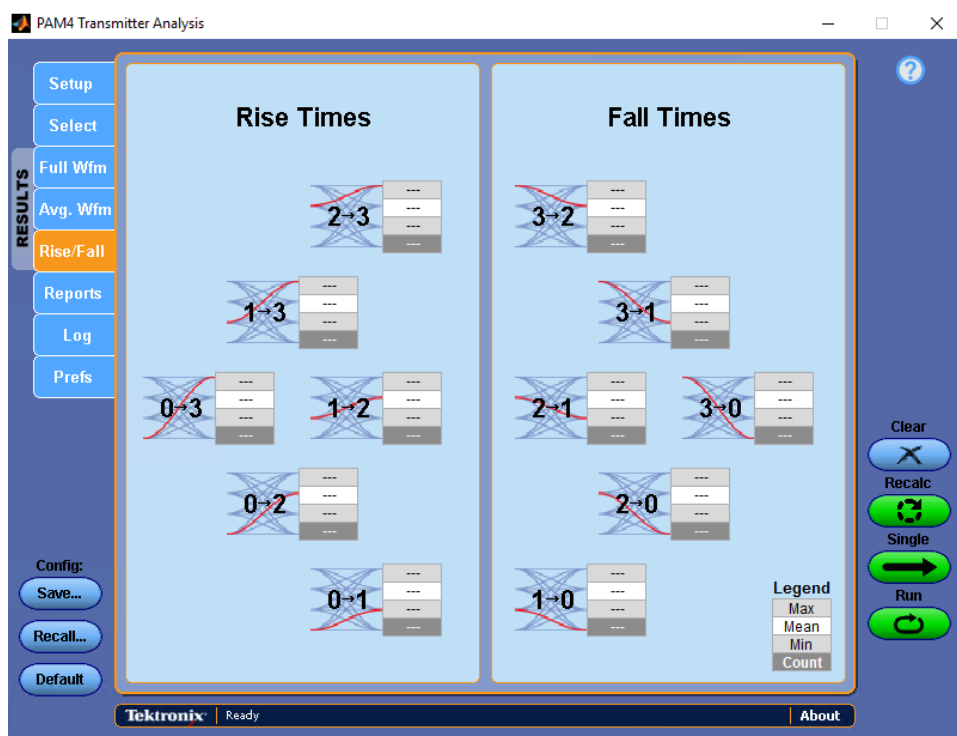 PAM4 Transmitter Analysis
RESULTS
Setup
Select
Full Wfm
Avg. Wfm
Rise/Fall
Reports
Log
Prefs
Config:
Save...
Recall...
Default
Rise Times
2→3
---
---
---
---
1→3
---
---
---
---
0→3
---
---
---
---
1→2
---
---
---
---
0→2
---
---
---
---
0→1
---
---
---
---
Fall Times
3→2
---
---
---
---
3→1
---
---
---
---
2→1
---
---
---
---
3→0
---
---
---
---
2→0
---
---
---
---
1→0
---
---
---
---
Legend
Max
Mean
Min
Count
?
Clear
Recalc
Single
Run
Tektronix
Ready
About